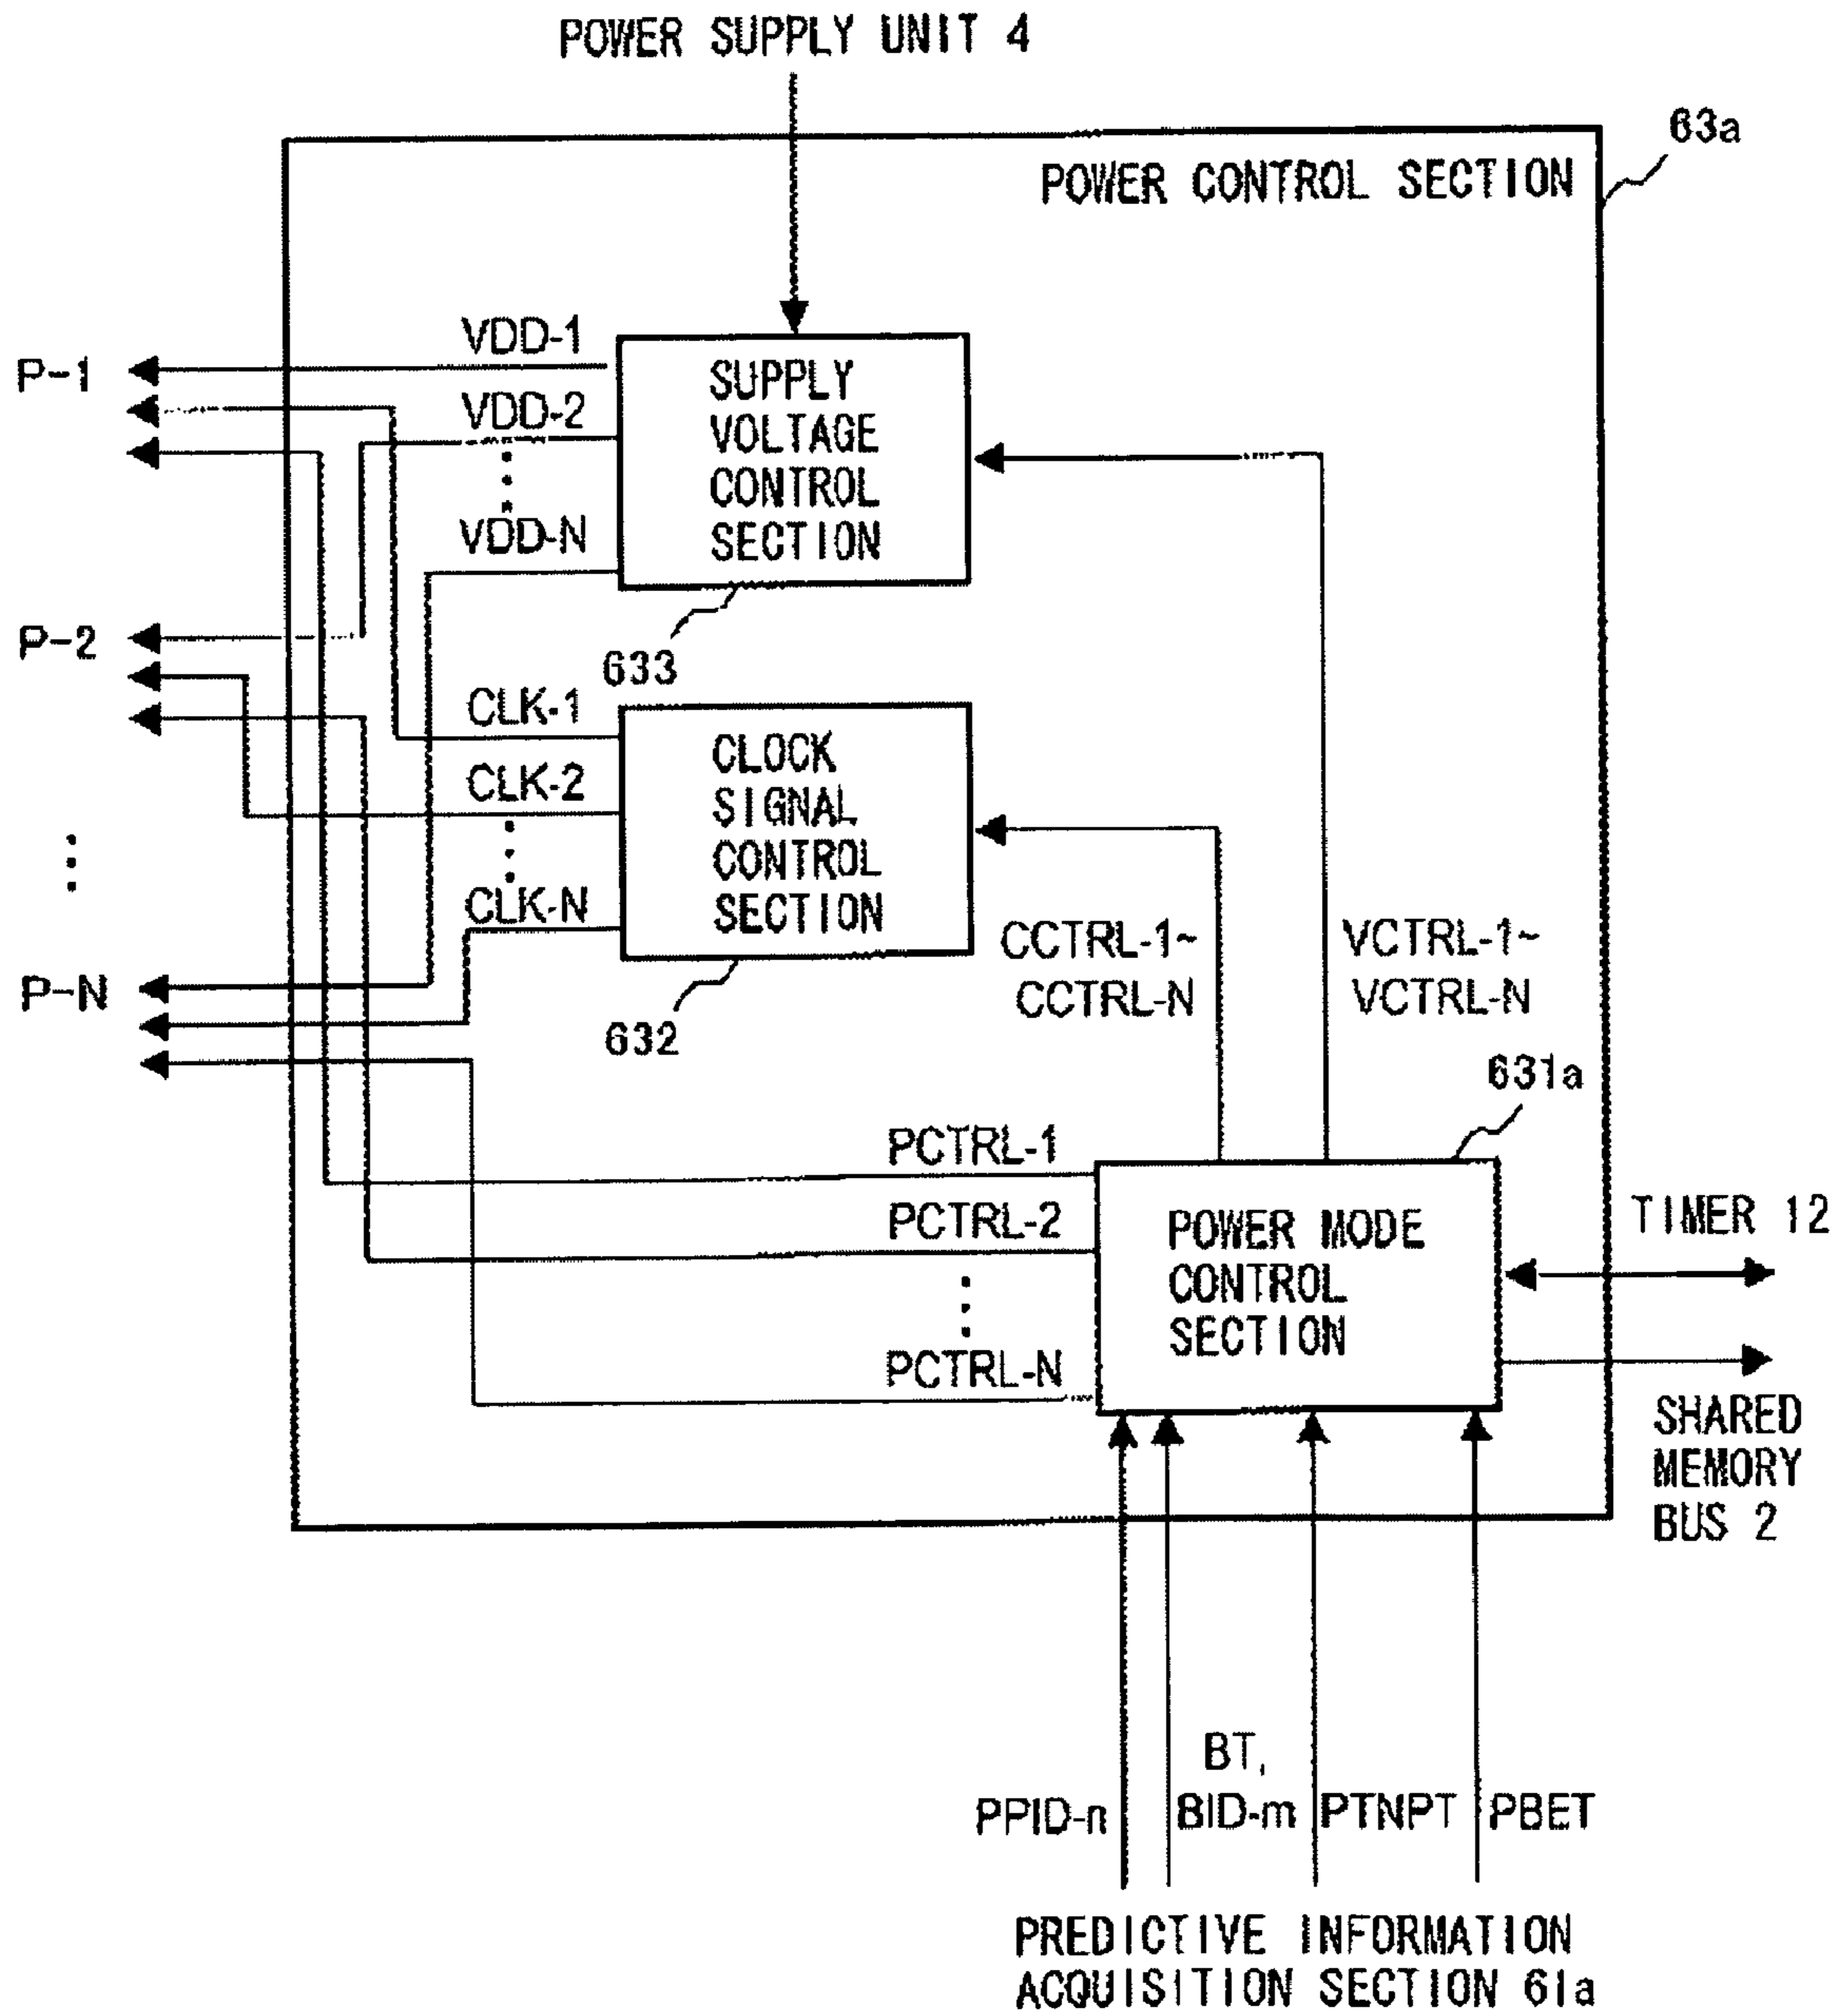 POWER SUPPLY UNIT 4
63a
POWER CONTROL SECTION
P-1
VDD-1
VDD-2
VDD-N
SUPPLY
VOLTAGE
CONTROL
SECTION
633
P-2
CLK-1
CLK-2
CLK-N
CLOCK
SIGNAL
CONTROL
SECTION
632
P-N
CCTRL-1~
CCTRL-N
VCTRL-1~
VCTRL-N
631a
PCTRL-1
PCTRL-2
PCTRL-N
POWER MODE
CONTROL
SECTION
TIMER 12
SHARED
MEMORY
BUS 2
PPID-n
BT,
BID-m
PTNPT
PBET
PREDICTIVE INFORMATION
ACQUISITION SECTION 61a